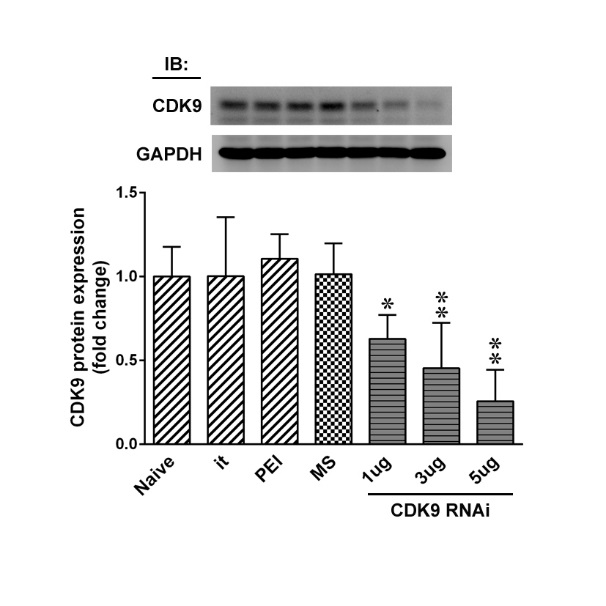 IB:
CDK9
GAPDH
CDK9 protein expression
(fold change)
1.5
1.0
0.5
0.0
*
**
**
Naive
it
PEI
MS
1ug
3ug
5ug
CDK9 RNAi